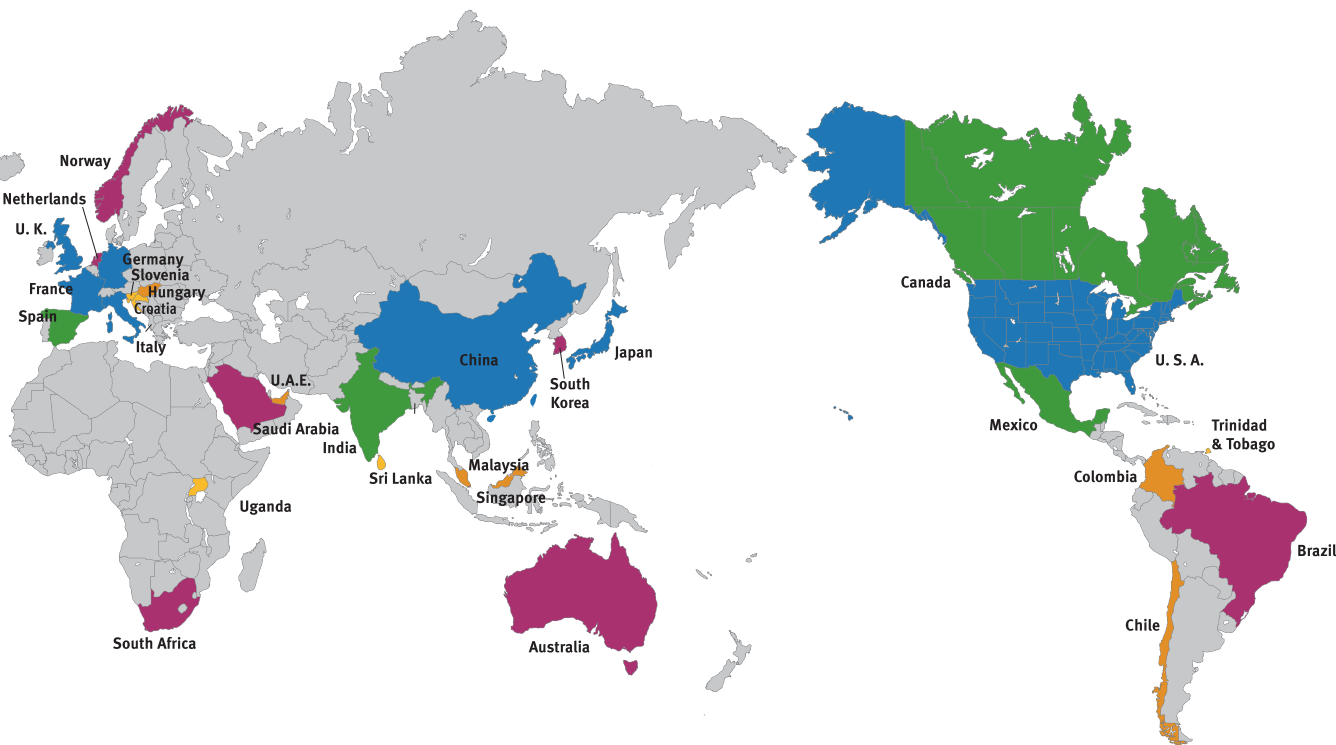 Norway
Netherlands
U. K.
Germany
Slovenia
France
Hungary
Croatia
Spain
Italy
China
Japan
South
Korea
U.A.E.
Saudi Arabia
India
Sri Lanka
Malaysia
Singapore
Uganda
South Africa
Australia
Canada
U. S. A.
Mexico
Trinidad
& Tobago
Colombia
Brazil
Chile